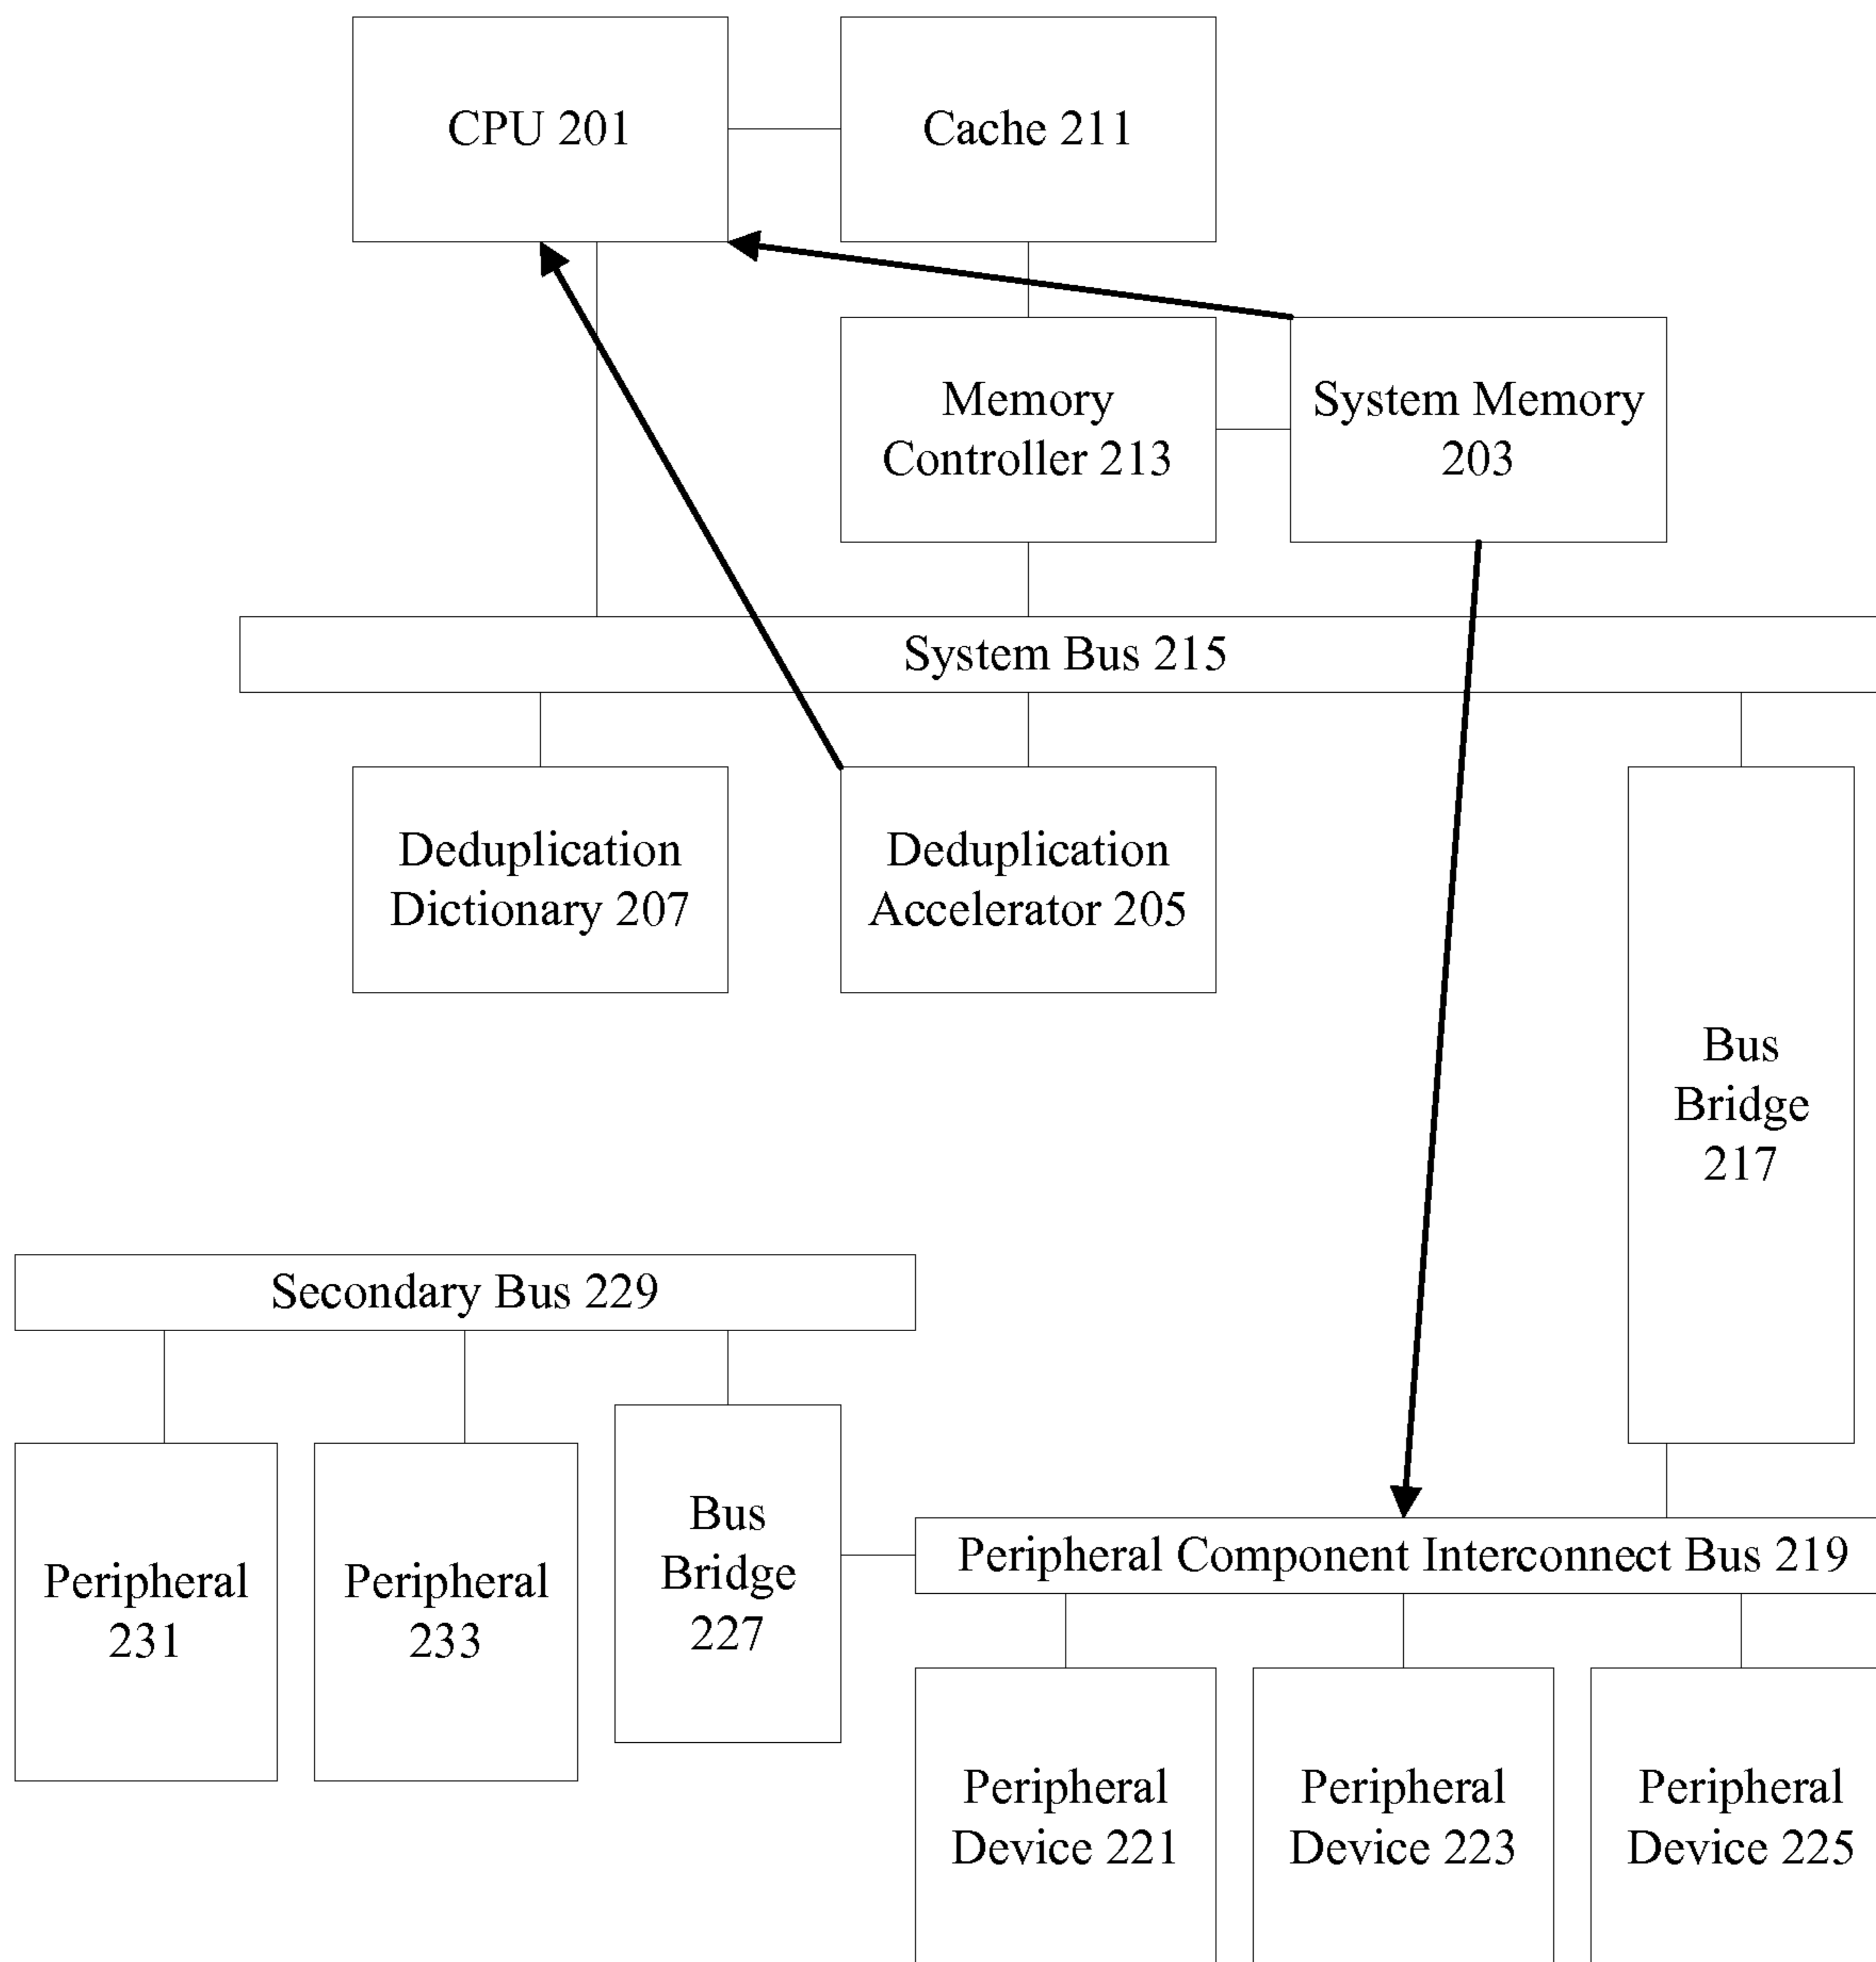 CPU 201
Cache 211
Memory
Controller 213
System Memory
203
System Bus 215
Deduplication
Dictionary 207
Deduplication
Accelerator 205
Bus
Bridge
217
Secondary Bus 229
Peripheral
231
Peripheral
233
Bus
Bridge
227
Peripheral Component Interconnect Bus 219
Peripheral
Device 221
Peripheral
Device 223
Peripheral
Device 225